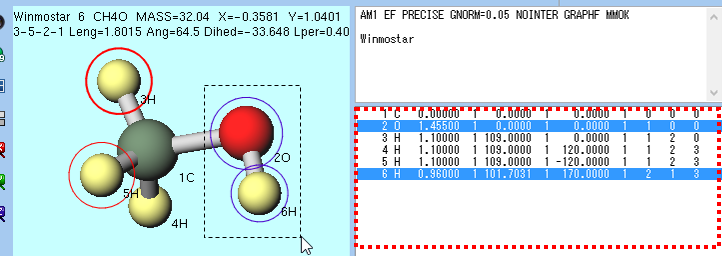 Winmostar 6 CH4O MASS=32.04 X=-0.3581 Y=1.0401
3-5-2-1 Leng=1.8015 Ang=64.5 Dihed=-33.648 Lper=0.40
3H
2O
1C
5H
6H
4H
AM1 EF PRECISE GNORM=0.05 NOINTER GRAPHF MMOK
Winmostar
1 C 0.00000 0 0.0000 0 0.0000 0 0 0 0
2 O 1.45500 1 0.0000 0 0.0000 1 1 0 0
3 H 1.10000 1 109.0000 1 0.0000 1 1 2 0
4 H 1.10000 1 109.0000 1 120.0000 1 1 2 3
5 H 1.10000 1 109.0000 1 -120.0000 1 1 2 3
6 H 0.96000 1 101.7031 1 170.0000 1 2 1 3